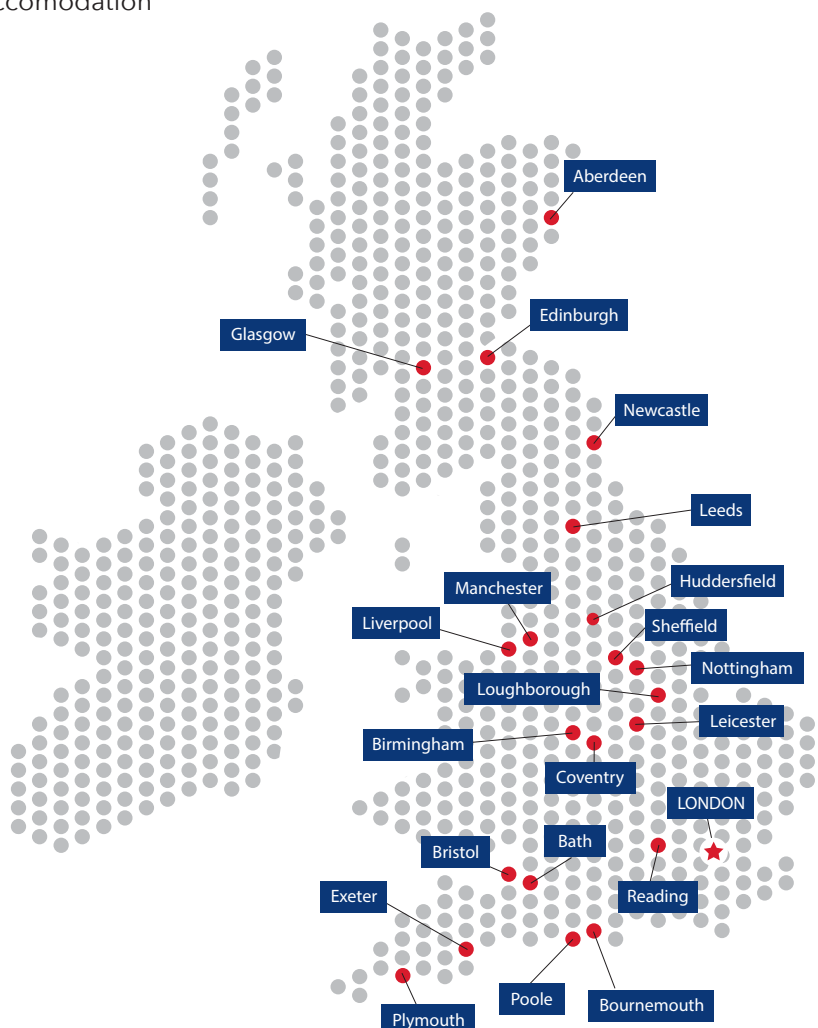 ccomodation
Aberdeen
Edinburgh
Glasgow
Newcastle
Leeds
Huddersfield
Manchester
Liverpool
Sheffield
Nottingham
Loughborough
Leicester
Birmingham
Coventry
LONDON
Bath
Bristol
Exeter
Reading
Poole
Bournemouth
Plymouth